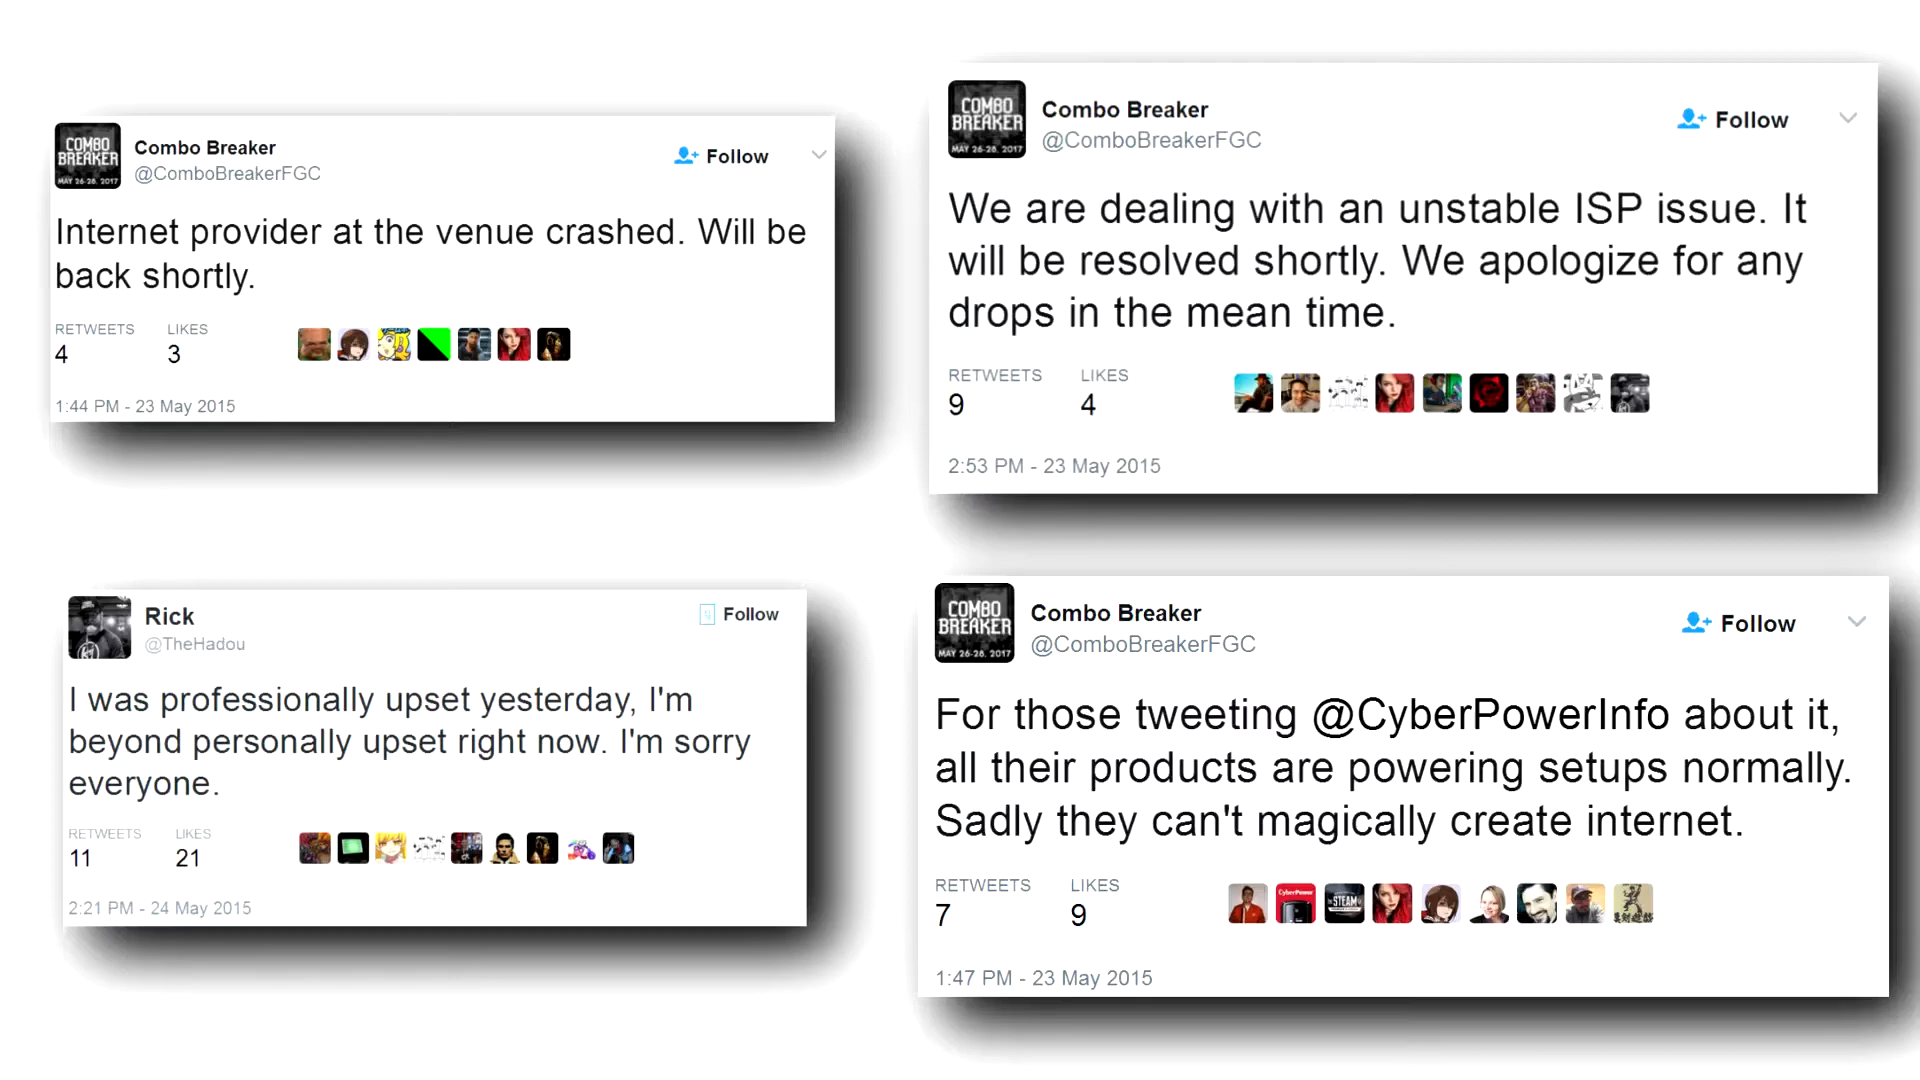 COMBO
BREAKER
MAY 26-28, 2017
Combo Breaker
@ComboBreakerFGC
Follow
Internet provider at the venue crashed. Will be
back shortly.
RETWEETS LIKES
4 3
1:44 PM - 23 May 2015
COMBO
BREAKER
MAY 26-28, 2017
Combo Breaker
@ComboBreakerFGC
Follow
We are dealing with an unstable ISP issue. It
will be resolved shortly. We apologize for any
drops in the mean time.
RETWEETS LIKES
9 4
2:53 PM - 23 May 2015
Rick
@TheHadou
Follow
I was professionally upset yesterday, I'm
beyond personally upset right now. I'm sorry
everyone.
RETWEETS LIKES
11 21
2:21 PM - 24 May 2015
COMBO
BREAKER
MAY 26-28, 2017
Combo Breaker
@ComboBreakerFGC
Follow
For those tweeting @CyberPowerInfo about it,
all their products are powering setups normally.
Sadly they can't magically create internet.
RETWEETS LIKES
7 9
CyberPower
STEAM
1:47 PM - 23 May 2015